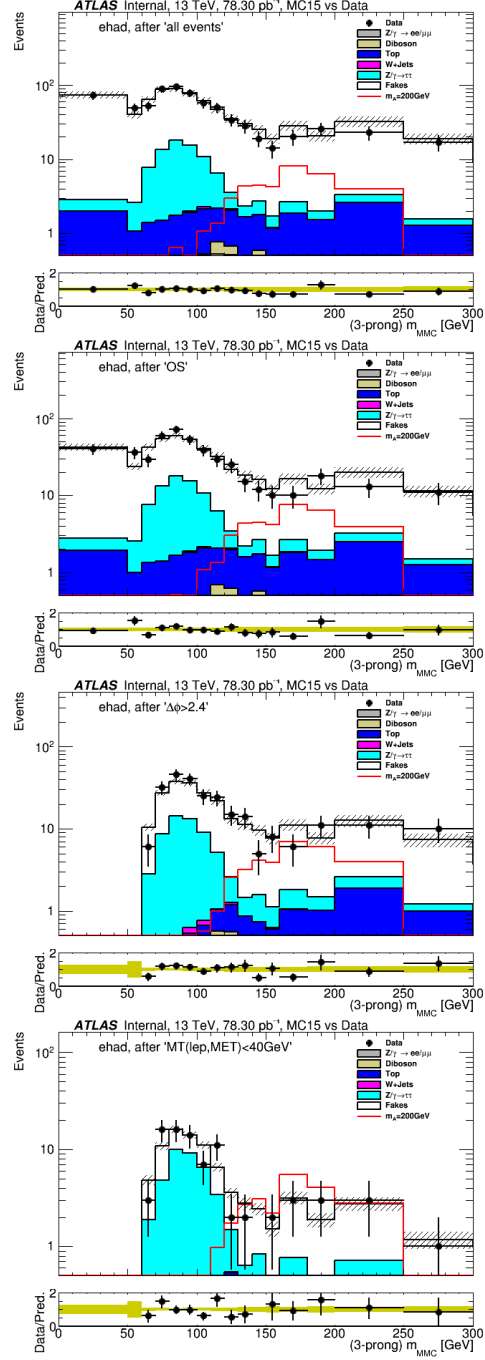 ATLAS Internal, 13 TeV, 78.30 pb⁻¹, MC15 vs Data
Events
ehad, after 'all events'
Data
Z/γ → ee/μμ
Diboson
Top
W+Jets
Z/γ→ττ
Fakes
m_A=200GeV
10²
10
1
Data/Pred.
2
0
0 50 100 150 200 250 300
(3-prong) m_MMC [GeV]
ATLAS Internal, 13 TeV, 78.30 pb⁻¹, MC15 vs Data
Events
ehad, after 'OS'
Data
Z/γ → ee/μμ
Diboson
Top
W+Jets
Z/γ→ττ
Fakes
m_A=200GeV
10²
10
1
Data/Pred.
2
0
0 50 100 150 200 250 300
(3-prong) m_MMC [GeV]
ATLAS Internal, 13 TeV, 78.30 pb⁻¹, MC15 vs Data
Events
ehad, after 'Δϕ>2.4'
Data
Z/γ → ee/μμ
Diboson
Top
W+Jets
Z/γ→ττ
Fakes
m_A=200GeV
10²
10
1
Data/Pred.
2
0
0 50 100 150 200 250 300
(3-prong) m_MMC [GeV]
ATLAS Internal, 13 TeV, 78.30 pb⁻¹, MC15 vs Data
Events
ehad, after 'MT(lep,MET)<40GeV'
Data
Z/γ → ee/μμ
Diboson
Top
W+Jets
Z/γ→ττ
Fakes
m_A=200GeV
10²
10
1
Data/Pred.
2
0
0 50 100 150 200 250 300
(3-prong) m_MMC [GeV]